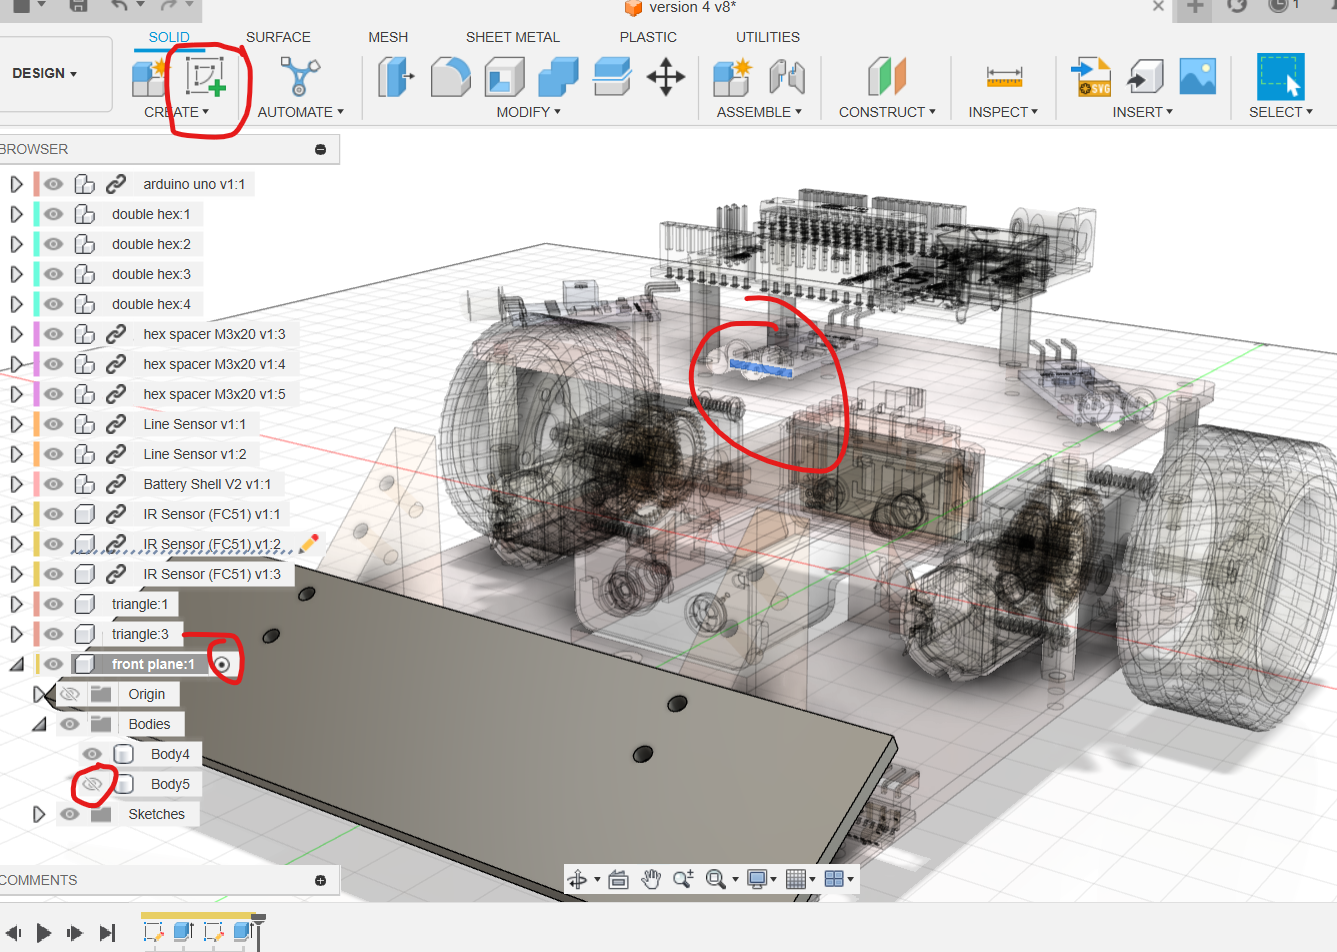 version 4 v8*
1
SOLID SURFACE MESH SHEET METAL PLASTIC UTILITIES
DESIGN
SVG
CREATE AUTOMATE MODIFY ASSEMBLE CONSTRUCT INSPECT INSERT SELECT
BROWSER
arduino uno v1:1
double hex:1
double hex:2
double hex:3
double hex:4
hex spacer M3x20 v1:3
hex spacer M3x20 v1:4
hex spacer M3x20 v1:5
Line Sensor v1:1
Line Sensor v1:2
Battery Shell V2 v1:1
IR Sensor (FC51) v1:1
IR Sensor (FC51) v1:2
IR Sensor (FC51) v1:3
triangle:1
triangle:3
front plane:1
Origin
Bodies
Body4
Body5
Sketches
COMMENTS